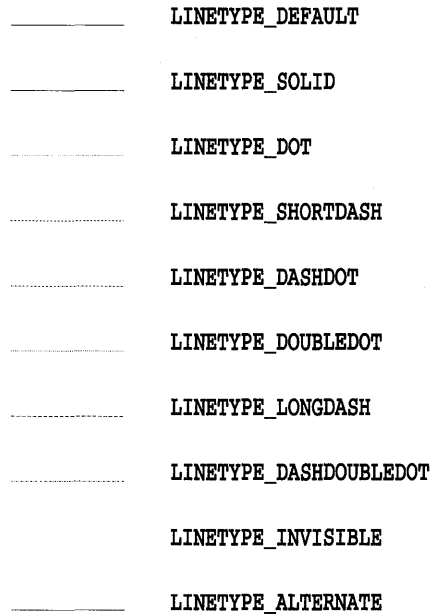 LINETYPE_DEFAULT
LINETYPE_SOLID
LINETYPE_DOT
LINETYPE_SHORTDASH
LINETYPE_DASHDOT
LINETYPE_DOUBLEDOT
LINETYPE_LONGDASH
LINETYPE_DASHDOUBLEDOT
LINETYPE_INVISIBLE
LINETYPE_ALTERNATE